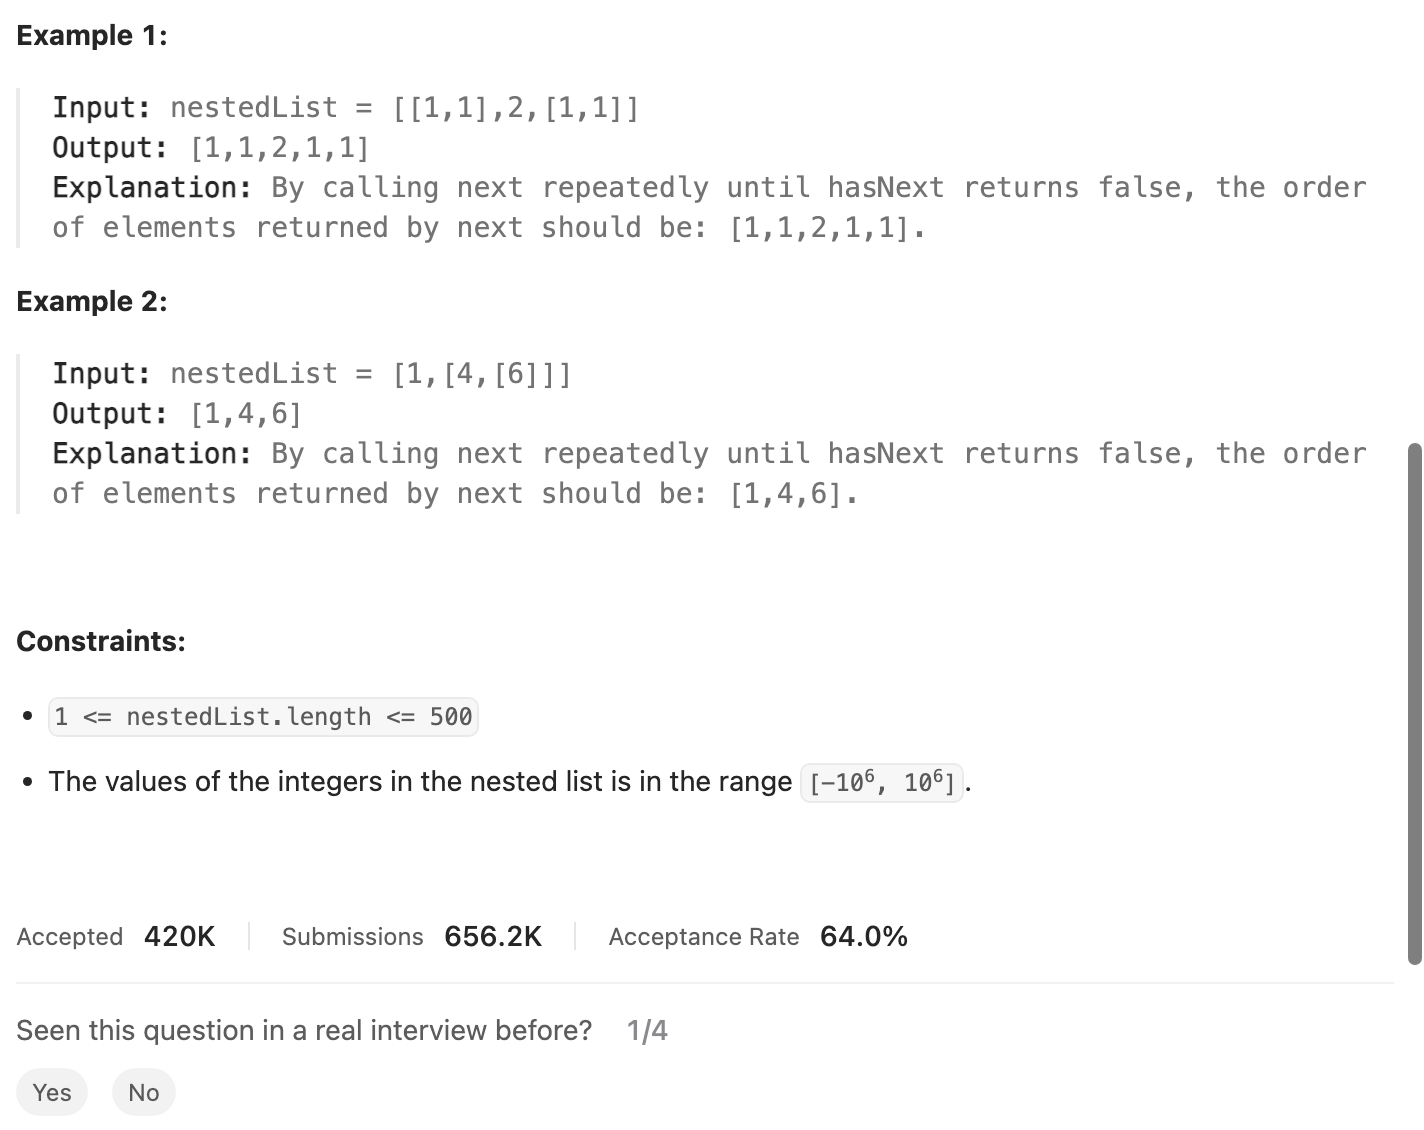 Example 1:
Input: nestedList = [[1,1],2,[1,1]]
Output: [1,1,2,1,1]
Explanation: By calling next repeatedly until hasNext returns false, the order
of elements returned by next should be: [1,1,2,1,1].
Example 2:
Input: nestedList = [1,[4,[6]]]
Output: [1,4,6]
Explanation: By calling next repeatedly until hasNext returns false, the order
of elements returned by next should be: [1,4,6].
Constraints:
• 1 <= nestedList.length <= 500
• The values of the integers in the nested list is in the range [-10⁶, 10⁶].
Accepted 420K Submissions 656.2K Acceptance Rate 64.0%
Seen this question in a real interview before? 1/4
Yes No